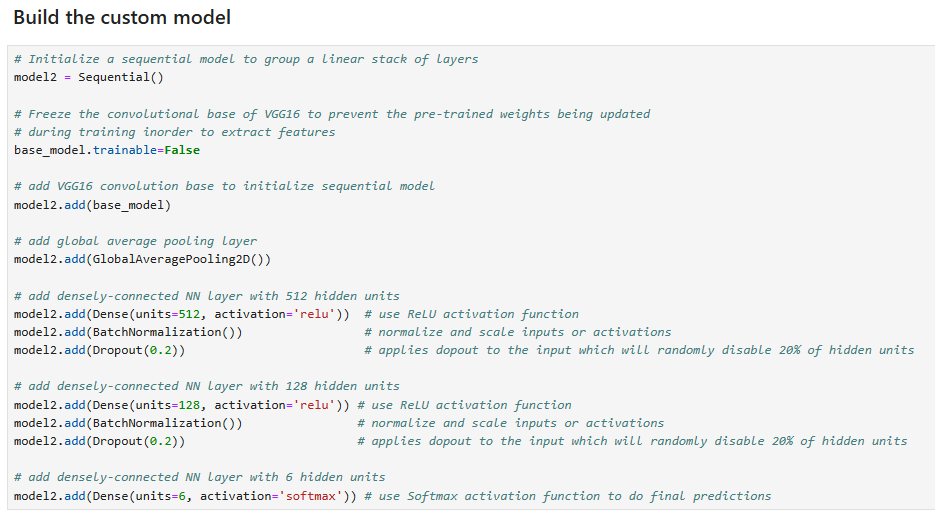 Build the custom model
# Initialize a sequential model to group a linear stack of layers
model2 = Sequential()
# Freeze the convolutional base of VGG16 to prevent the pre-trained weights being updated
# during training inorder to extract features
base_model.trainable=False
# add VGG16 convolution base to initialize sequential model
model2.add(base_model)
# add global average pooling layer
model2.add(GlobalAveragePooling2D())
# add densely-connected NN layer with 512 hidden units
model2.add(Dense(units=512, activation='relu'))  # use ReLU activation function
model2.add(BatchNormalization())                 # normalize and scale inputs or activations
model2.add(Dropout(0.2))                         # applies dopout to the input which will randomly disable 20% of hidden units
# add densely-connected NN layer with 128 hidden units
model2.add(Dense(units=128, activation='relu')) # use ReLU activation function
model2.add(BatchNormalization())                # normalize and scale inputs or activations
model2.add(Dropout(0.2))                        # applies dopout to the input which will randomly disable 20% of hidden units
# add densely-connected NN layer with 6 hidden units
model2.add(Dense(units=6, activation='softmax')) # use Softmax activation function to do final predictions